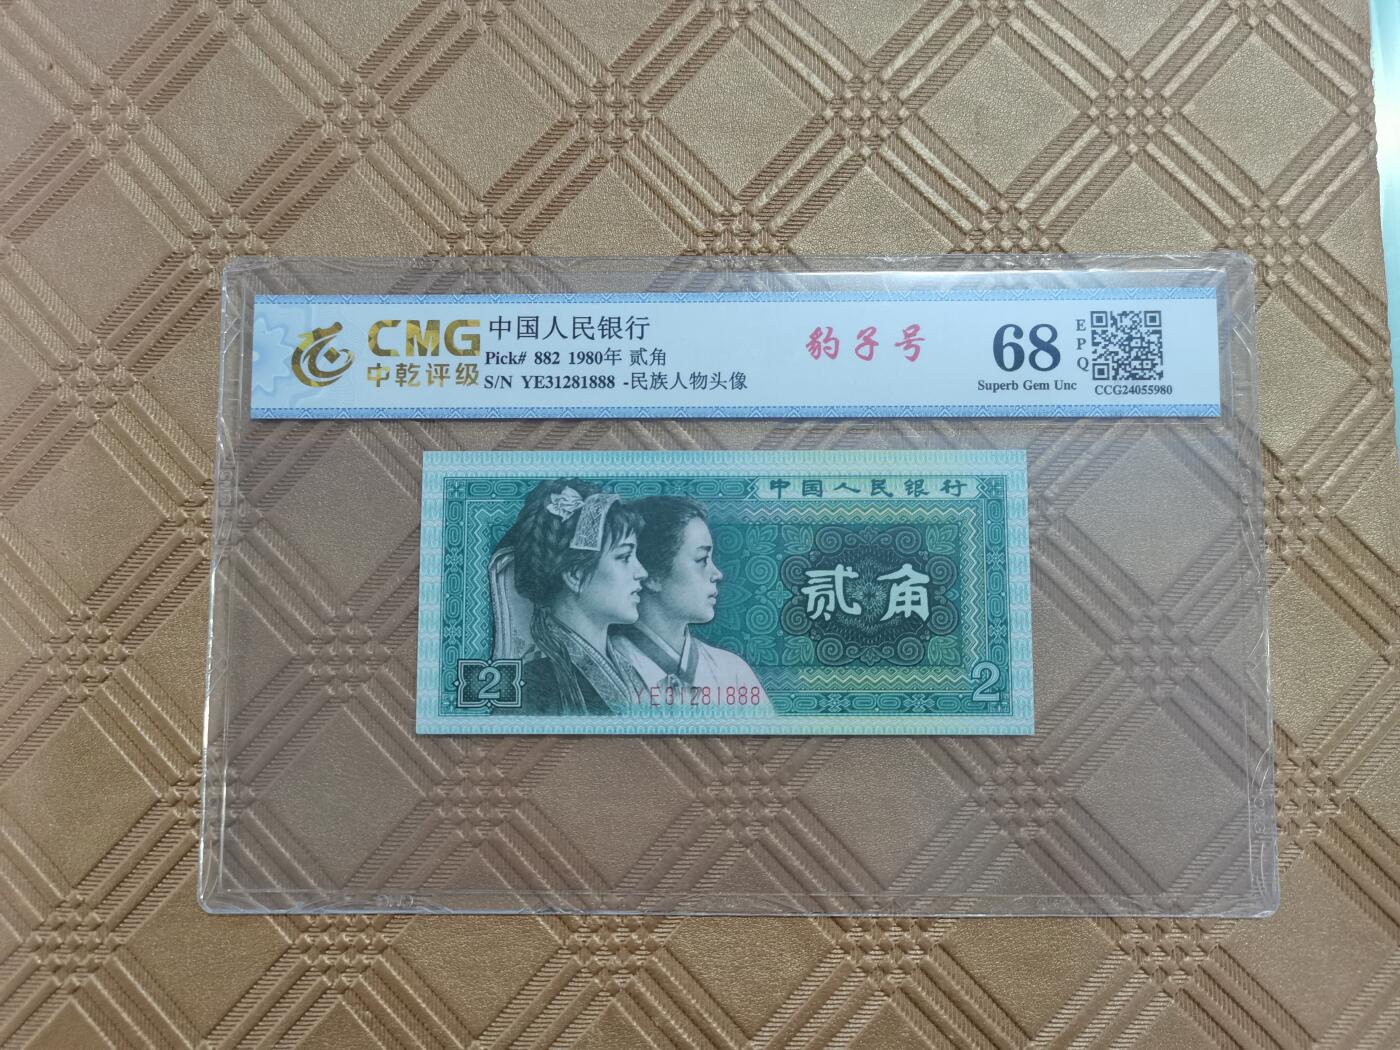 CMG
中乾评级
中国人民银行
Pick# 882 1980年 贰角
S/N YE31281888 -民族人物头像
豹子号
68
EPQ
Superb Gem Unc
CCG24055980
中国人民银行
贰角
2
YE31281888
2